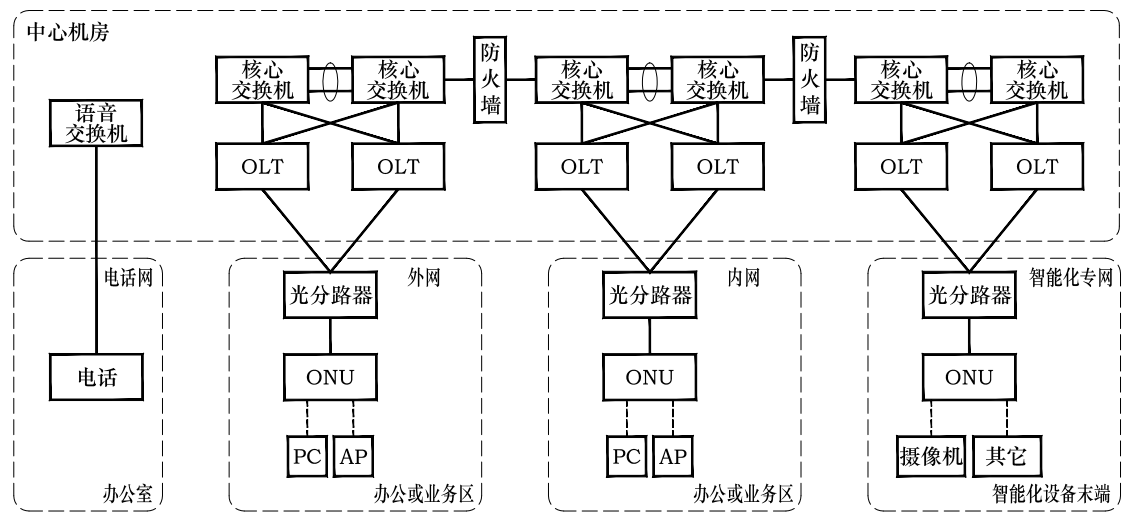 中心机房
防火墙
防火墙
核心交换机
核心交换机
核心交换机
核心交换机
核心交换机
核心交换机
语音交换机
OLT
OLT
OLT
OLT
OLT
OLT
电话网
外网
内网
智能化专网
光分路器
光分路器
光分路器
电话
ONU
ONU
ONU
PC
AP
PC
AP
摄像机
其它
办公室
办公或业务区
办公或业务区
智能化设备末端